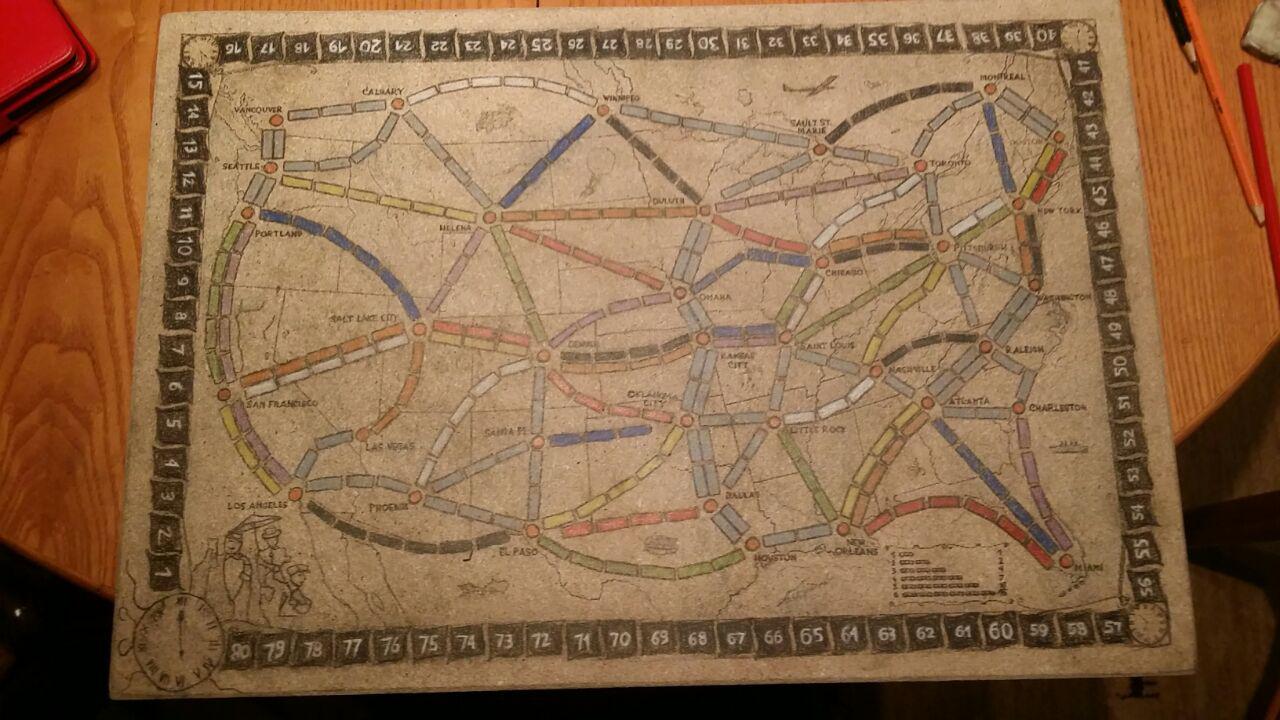 16 17 18 19 20 21 22 23 24 25 26 27 28 29 30 31 32 33 34 35 36 37 38 39 40
15
14
13
12
11
10
9
8
7
6
5
4
3
2
1
41
42
43
44
45
46
47
48
49
50
51
52
53
54
55
56
CALGARY
WINNIPEG
MONTREAL
VANCOUVER
SAULT ST.
MARIE
SEATTLE
TORONTO
DULUTH
NEW YORK
PORTLAND
HELENA
PITTSBURGH
CHICAGO
OMAHA
WASHINGTON
SALT LAKE CITY
DENVER
KANSAS
CITY
SAINT LOUIS
RALEIGH
NASHVILLE
SAN FRANCISCO
OKLAHOMA
CITY
ATLANTA
CHARLESTON
LAS VEGAS
SANTA FE
LITTLE ROCK
LOS ANGELES
PHOENIX
DALLAS
EL PASO
HOUSTON
NEW
ORLEANS
MIAMI
80 79 78 77 76 75 74 73 72 71 70 69 68 67 66 65 64 63 62 61 60 59 58 57